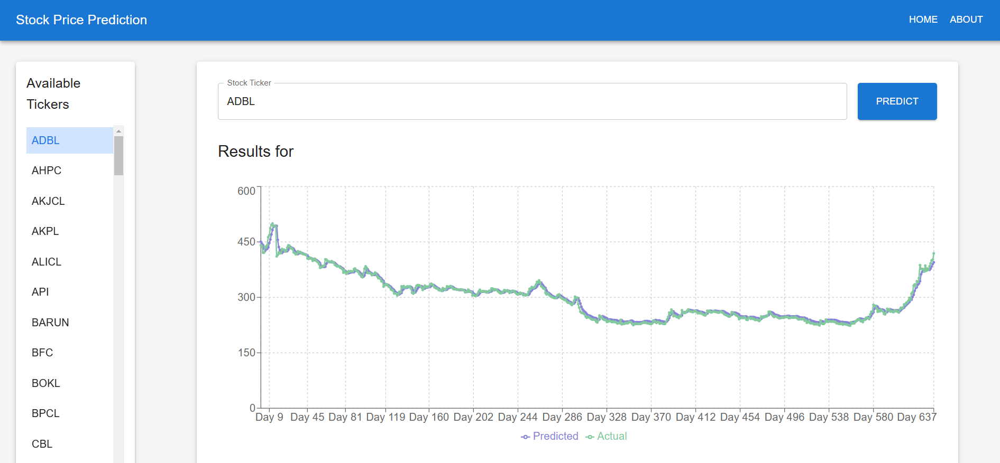 Stock Price Prediction
HOME ABOUT
Available
Tickers
ADBL
AHPC
AKJCL
AKPL
ALICL
API
BARUN
BFC
BOKL
BPCL
CBL
Stock Ticker
ADBL
PREDICT
Results for
600
450
300
150
0
Day 9 Day 45 Day 81 Day 119 Day 160 Day 202 Day 244 Day 286 Day 328 Day 370 Day 412 Day 454 Day 496 Day 538 Day 580 Day 637
Predicted Actual